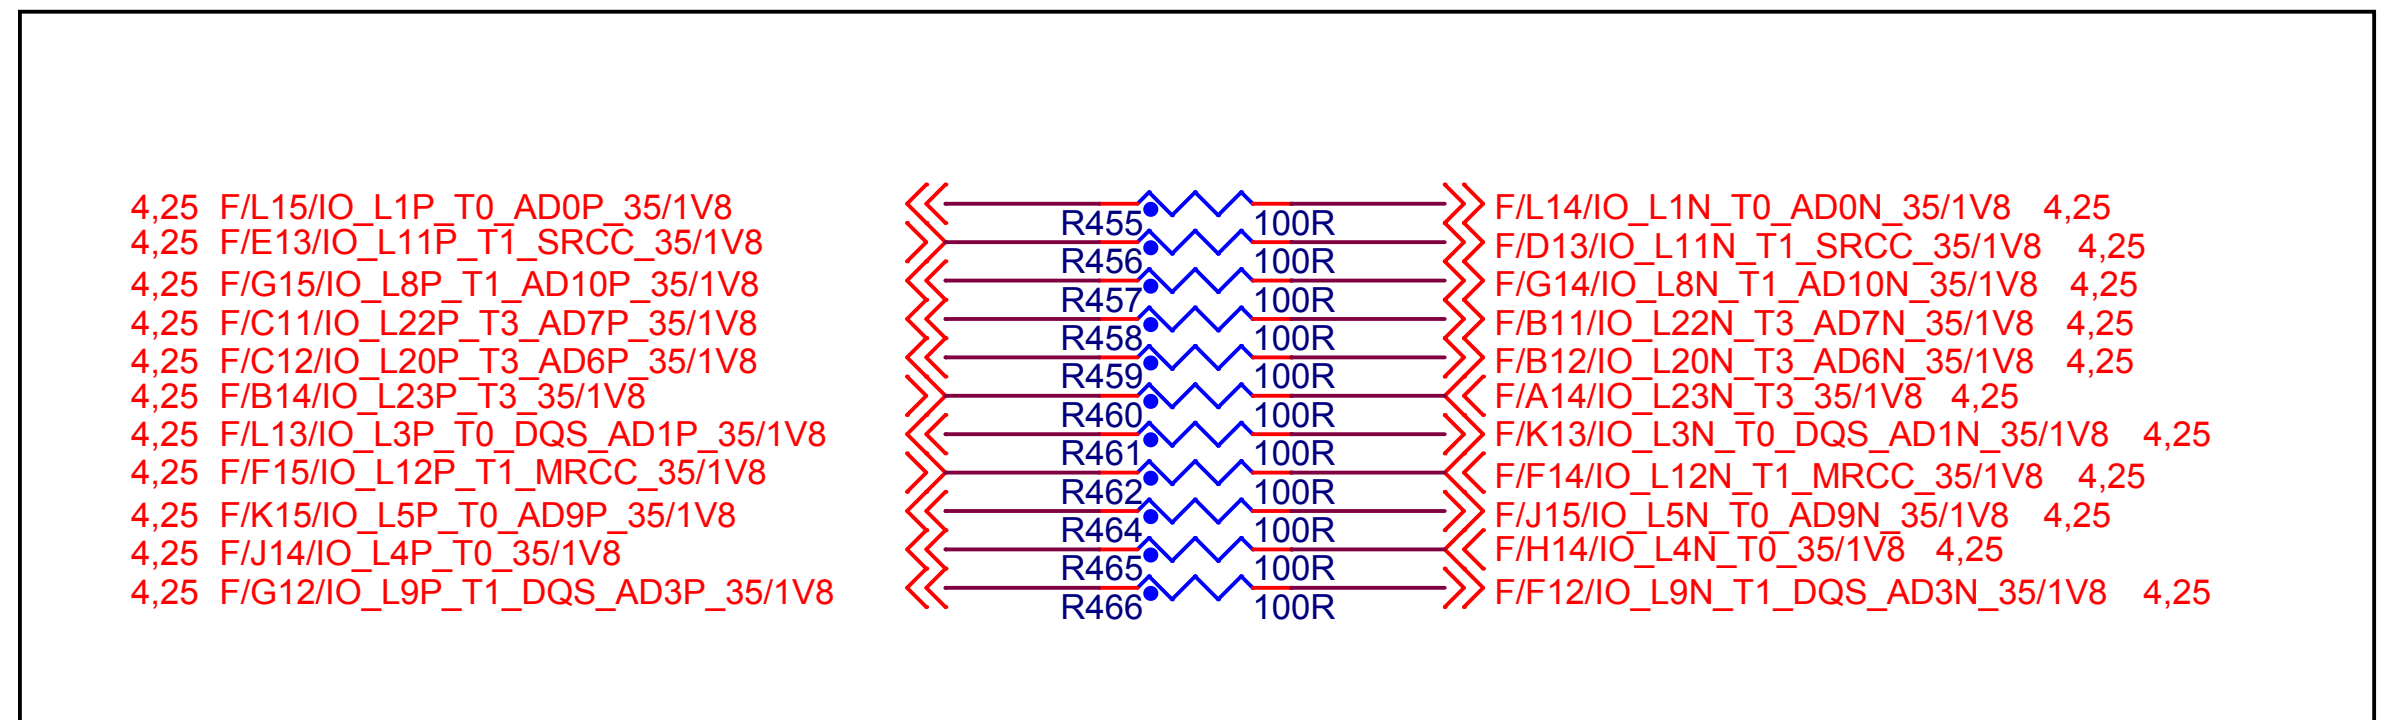 4,25 F/L15/IO_L1P_T0_AD0P_35/1V8 R455 100R F/L14/IO_L1N_T0_AD0N_35/1V8 4,25
4,25 F/E13/IO_L11P_T1_SRCC_35/1V8 R456 100R F/D13/IO_L11N_T1_SRCC_35/1V8 4,25
4,25 F/G15/IO_L8P_T1_AD10P_35/1V8 R457 100R F/G14/IO_L8N_T1_AD10N_35/1V8 4,25
4,25 F/C11/IO_L22P_T3_AD7P_35/1V8 R458 100R F/B11/IO_L22N_T3_AD7N_35/1V8 4,25
4,25 F/C12/IO_L20P_T3_AD6P_35/1V8 R459 100R F/B12/IO_L20N_T3_AD6N_35/1V8 4,25
4,25 F/B14/IO_L23P_T3_35/1V8 R460 100R F/A14/IO_L23N_T3_35/1V8 4,25
4,25 F/L13/IO_L3P_T0_DQS_AD1P_35/1V8 R461 100R F/K13/IO_L3N_T0_DQS_AD1N_35/1V8 4,25
4,25 F/F15/IO_L12P_T1_MRCC_35/1V8 R462 100R F/F14/IO_L12N_T1_MRCC_35/1V8 4,25
4,25 F/K15/IO_L5P_T0_AD9P_35/1V8 R464 100R F/J15/IO_L5N_T0_AD9N_35/1V8 4,25
4,25 F/J14/IO_L4P_T0_35/1V8 R465 100R F/H14/IO_L4N_T0_35/1V8 4,25
4,25 F/G12/IO_L9P_T1_DQS_AD3P_35/1V8 R466 100R F/F12/IO_L9N_T1_DQS_AD3N_35/1V8 4,25